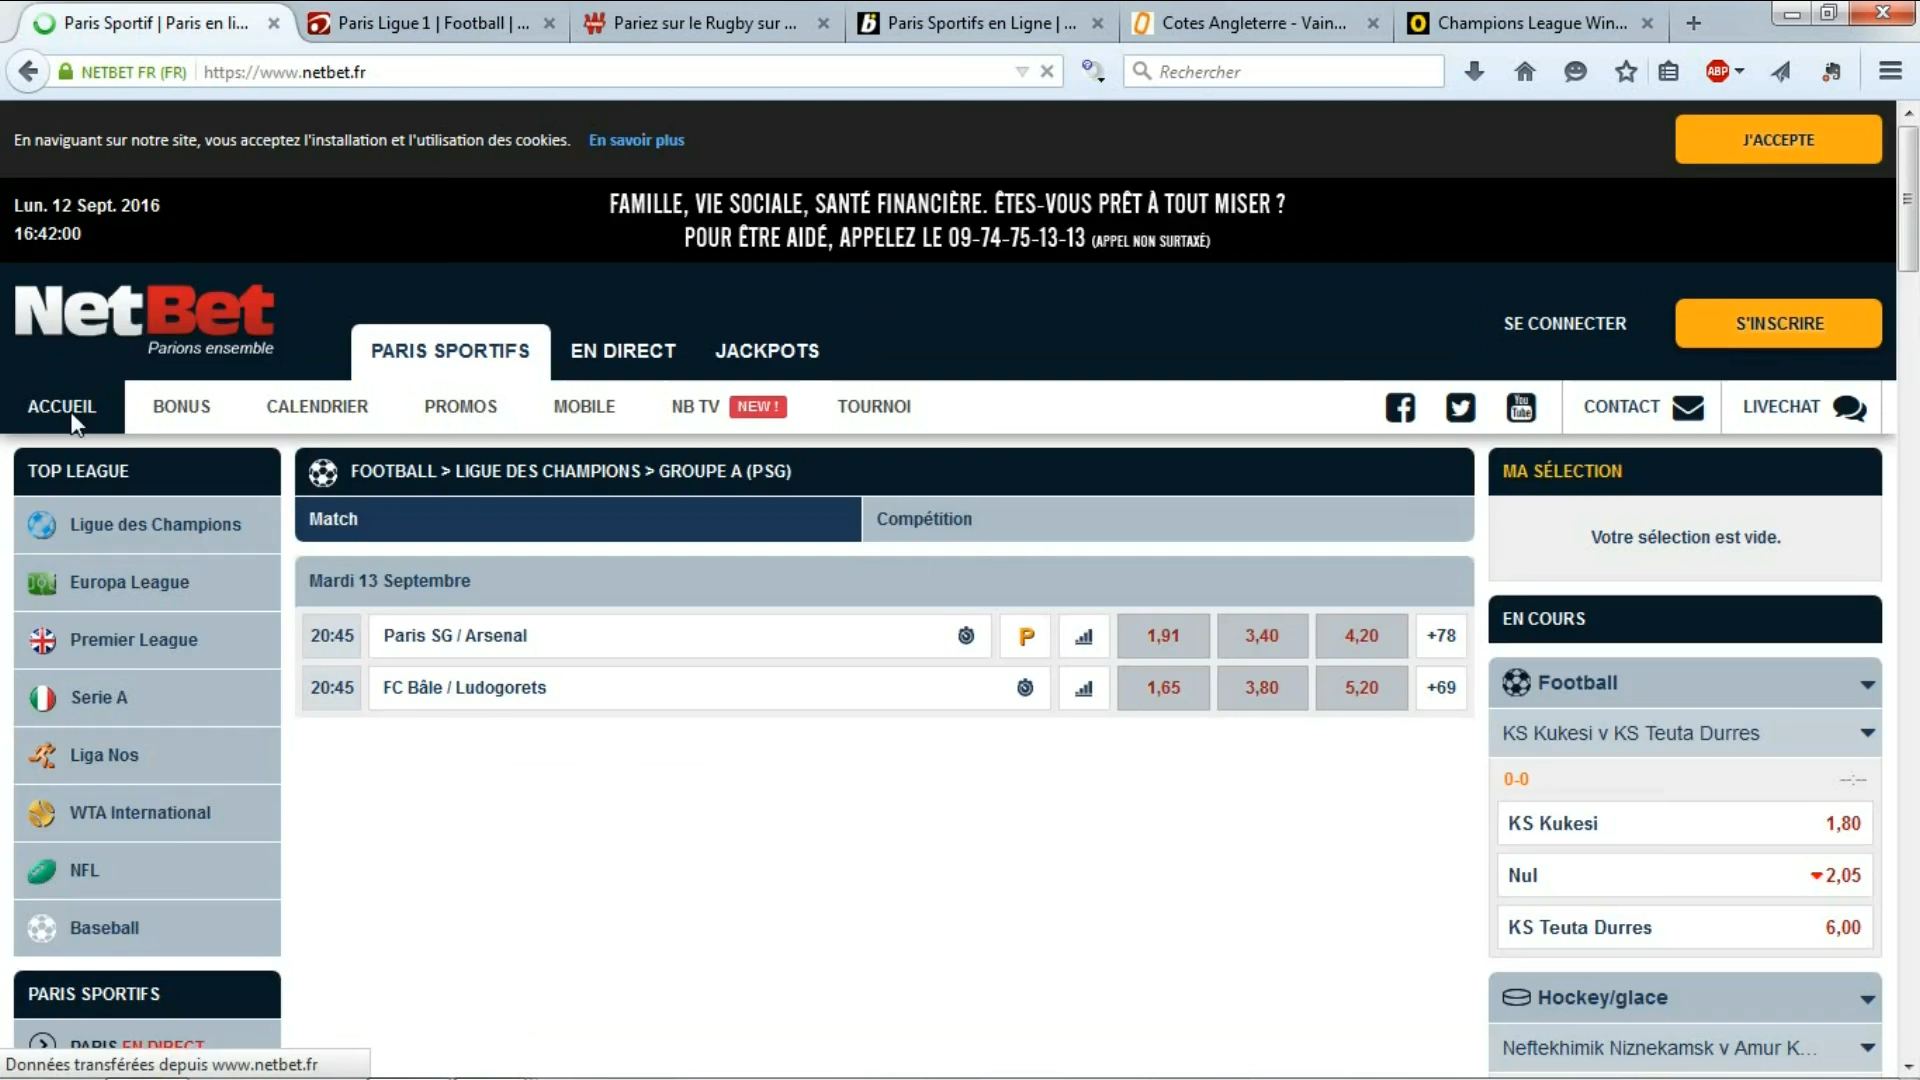 Paris Sportif | Paris en li...
Paris Ligue 1 | Football | ...
Pariez sur le Rugby sur ...
Paris Sportifs en Ligne | ...
Cotes Angleterre - Vain...
Champions League Win...
NETBET FR (FR)
https://www.netbet.fr
Rechercher
ABP
En naviguant sur notre site, vous acceptez l'installation et l'utilisation des cookies. En savoir plus
J'ACCEPTE
Lun. 12 Sept. 2016
16:42:00
FAMILLE, VIE SOCIALE, SANTÉ FINANCIÈRE. ÊTES-VOUS PRÊT À TOUT MISER ?
POUR ÊTRE AIDÉ, APPELEZ LE 09-74-75-13-13 (APPEL NON SURTAXÉ)
NetBet
Parions ensemble
PARIS SPORTIFS
EN DIRECT
JACKPOTS
SE CONNECTER
S'INSCRIRE
ACCUEIL
BONUS
CALENDRIER
PROMOS
MOBILE
NB TV NEW !
TOURNOI
You Tube
CONTACT
LIVECHAT
TOP LEAGUE
Ligue des Champions
Europa League
Premier League
Serie A
Liga Nos
WTA International
NFL
Baseball
PARIS SPORTIFS
PARIS EN DIRECT
FOOTBALL > LIGUE DES CHAMPIONS > GROUPE A (PSG)
Match
Compétition
Mardi 13 Septembre
20:45 Paris SG / Arsenal P 1,91 3,40 4,20 +78
20:45 FC Bâle / Ludogorets 1,65 3,80 5,20 +69
MA SÉLECTION
Votre sélection est vide.
EN COURS
Football
KS Kukesi v KS Teuta Durres
0-0 --:--
KS Kukesi 1,80
Nul 2,05
KS Teuta Durres 6,00
Hockey/glace
Neftekhimik Niznekamsk v Amur K...
Données transférées depuis www.netbet.fr